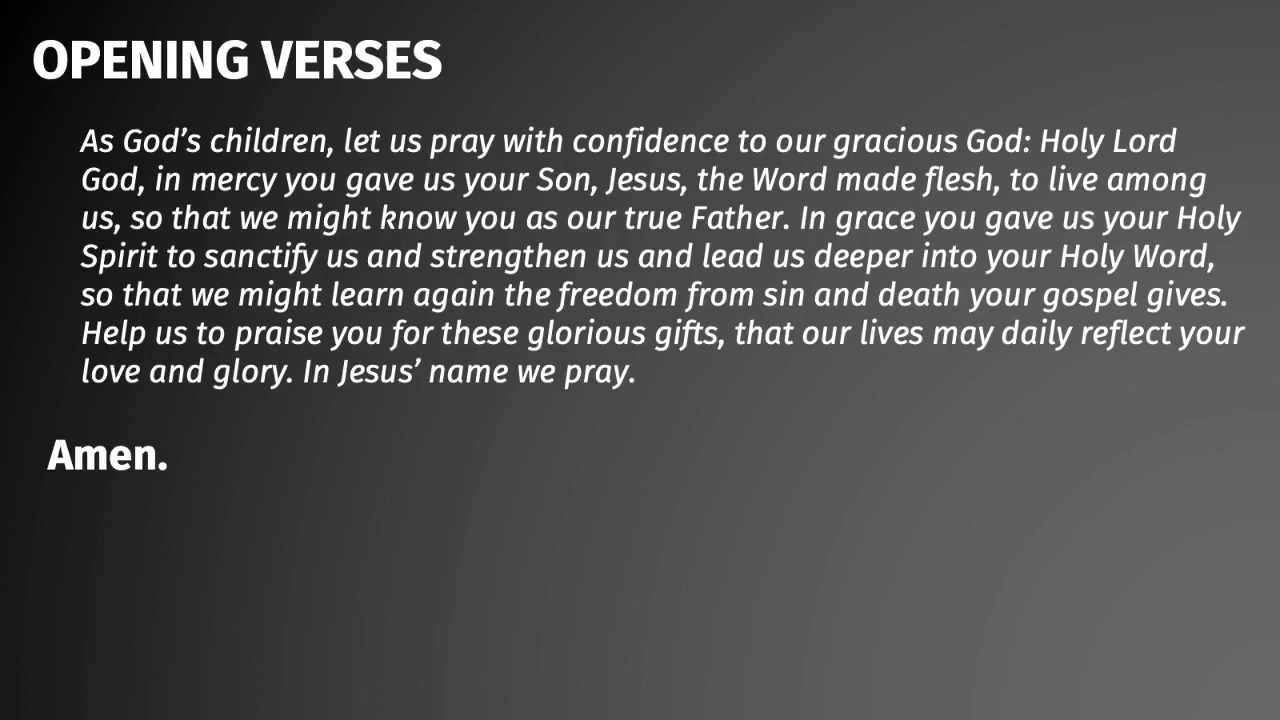 OPENING VERSES
As God’s children, let us pray with confidence to our gracious God: Holy Lord
God, in mercy you gave us your Son, Jesus, the Word made flesh, to live among
us, so that we might know you as our true Father. In grace you gave us your Holy
Spirit to sanctify us and strengthen us and lead us deeper into your Holy Word,
so that we might learn again the freedom from sin and death your gospel gives.
Help us to praise you for these glorious gifts, that our lives may daily reflect your
love and glory. In Jesus’ name we pray.
Amen.